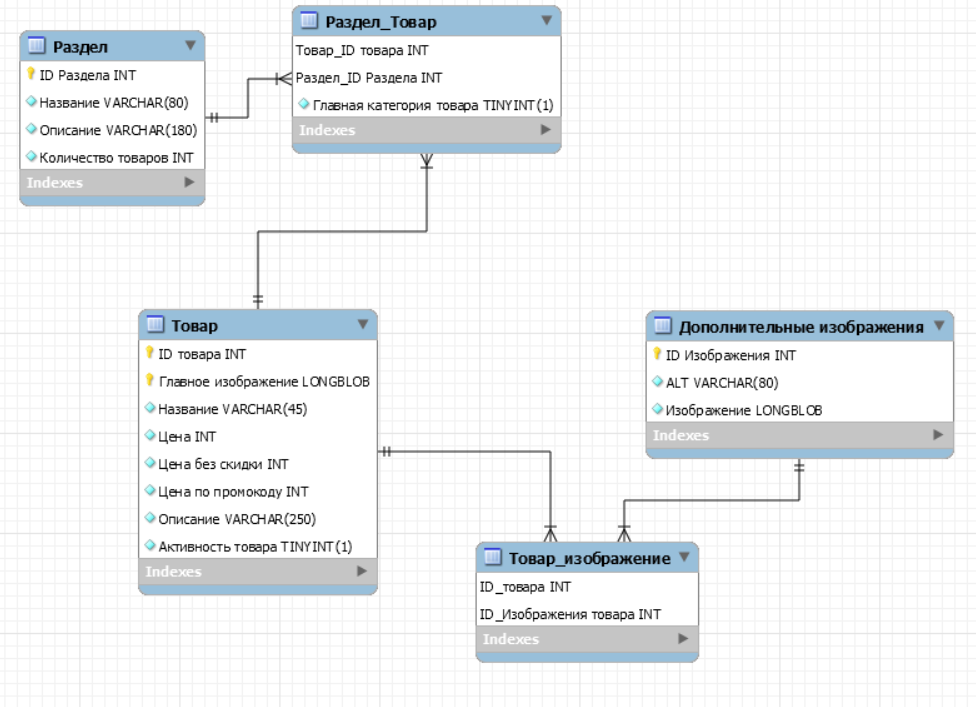 Раздел
ID Раздела INT
Название VARCHAR(80)
Описание VARCHAR(180)
Количество товаров INT
Indexes
Раздел_Товар
Товар_ID товара INT
Раздел_ID Раздела INT
Главная категория товара TINYINT(1)
Indexes
Товар
ID товара INT
Главное изображение LONGBLOB
Название VARCHAR(45)
Цена INT
Цена без скидки INT
Цена по промокоду INT
Описание VARCHAR(250)
Активность товара TINYINT(1)
Indexes
Дополнительные изображения
ID Изображения INT
ALT VARCHAR(80)
Изображение LONGBLOB
Indexes
Товар_изображение
ID_товара INT
ID_Изображения товара INT
Indexes